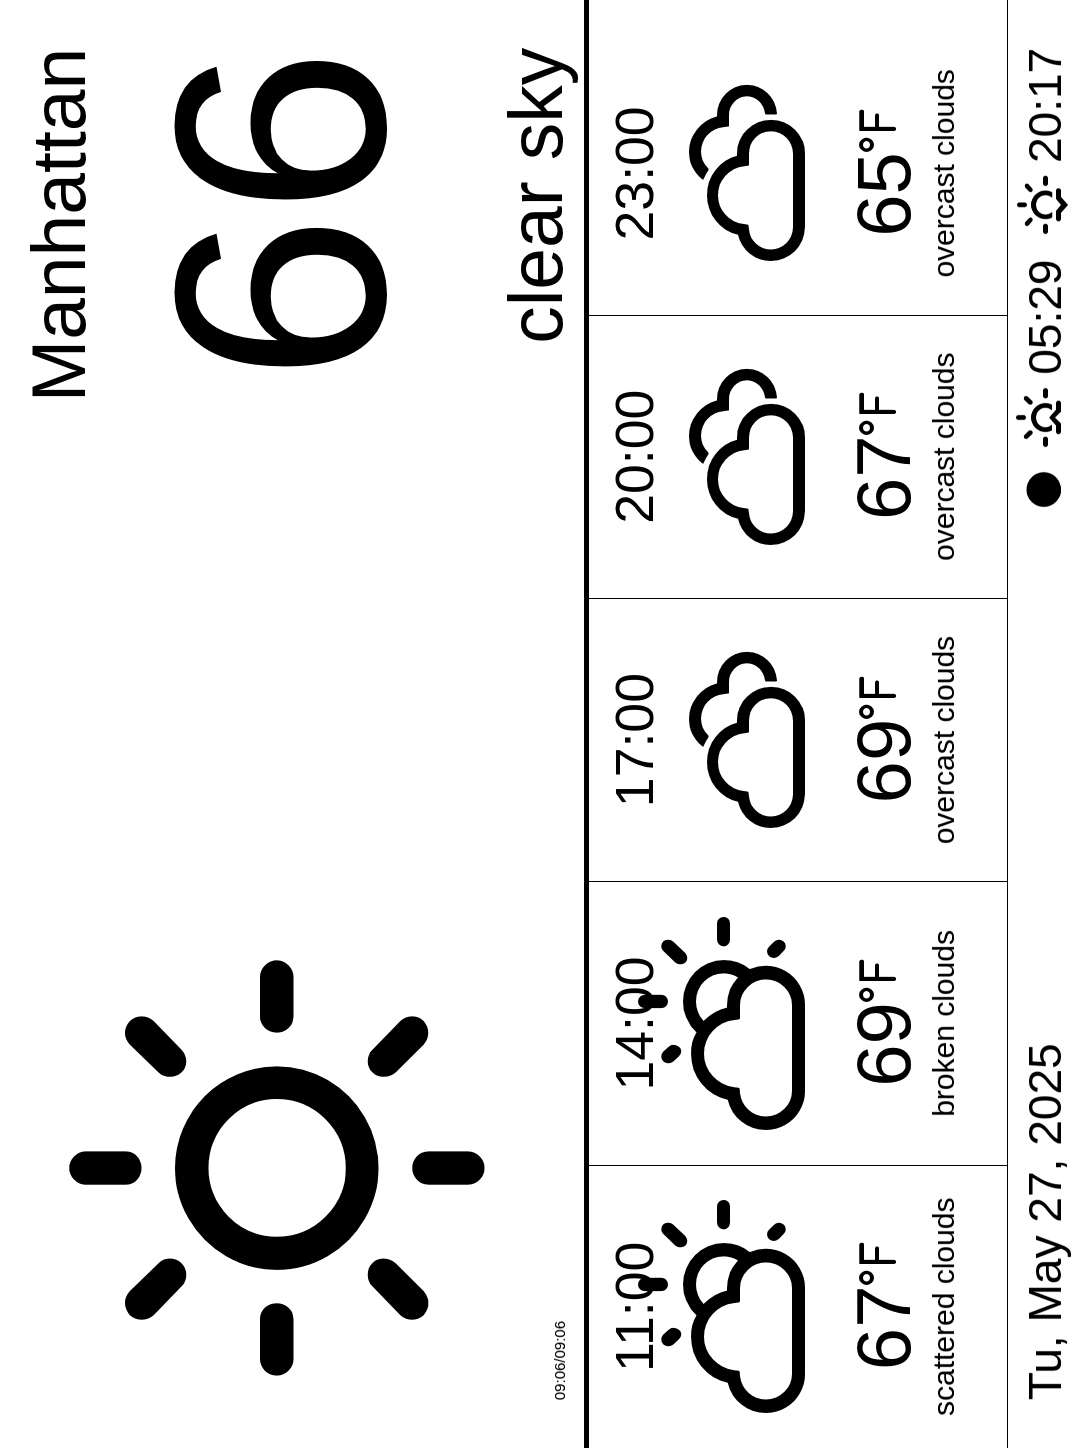 Manhattan
66
09:06/09:06 clear sky
11:00 14:00 17:00 20:00 23:00
67°F 69°F 69°F 67°F 65°F
scattered clouds broken clouds overcast clouds overcast clouds overcast clouds
Tu, May 27, 2025 05:29 20:17